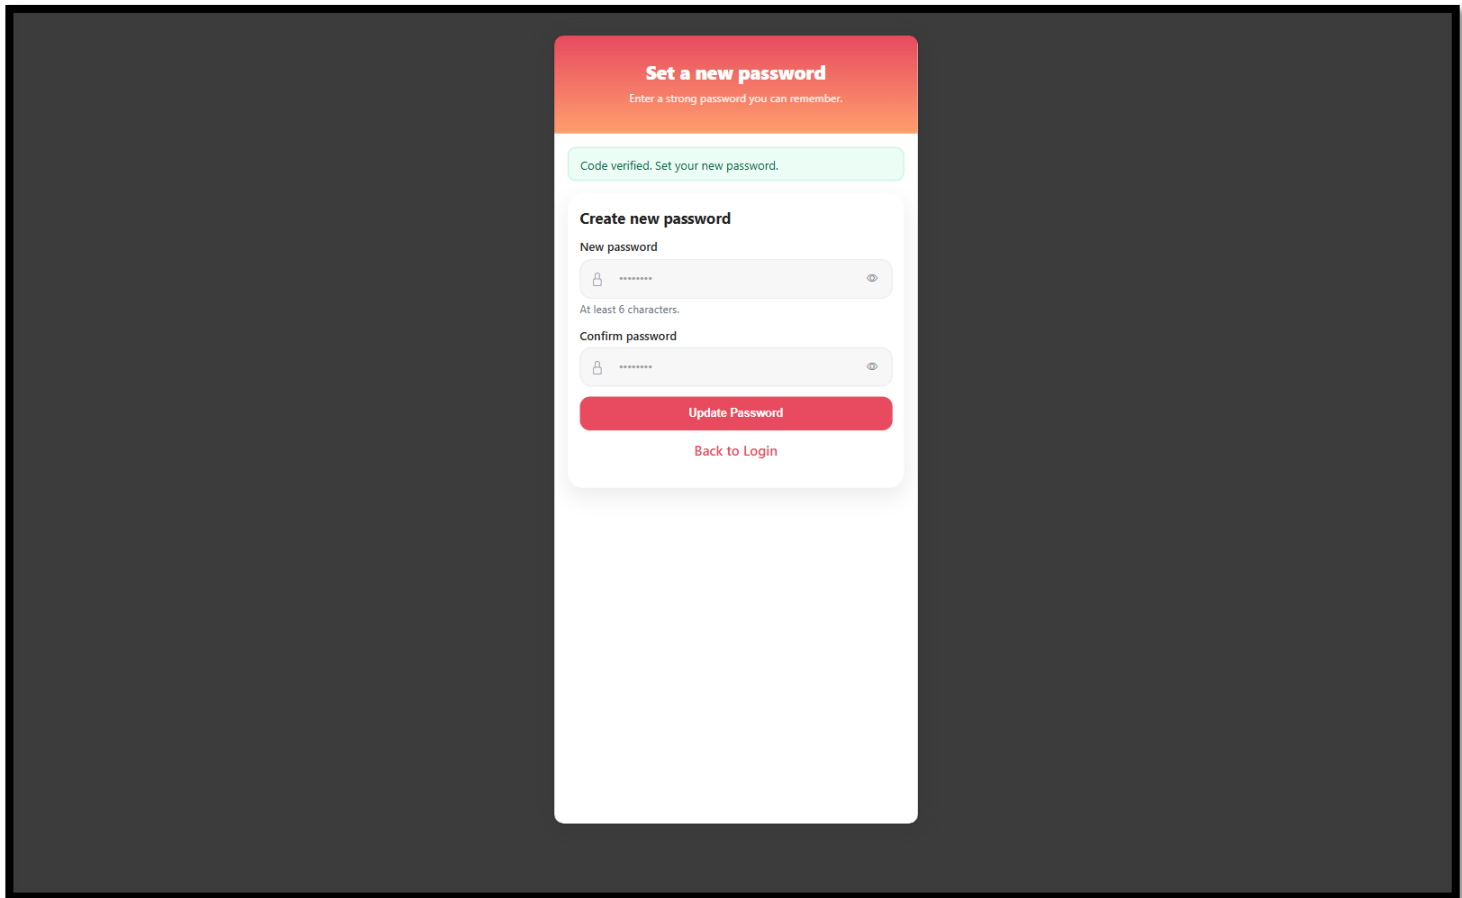 Set a new password
Enter a strong password you can remember.
Code verified. Set your new password.
Create new password
New password
••••••••
At least 6 characters.
Confirm password
••••••••
Update Password
Back to Login